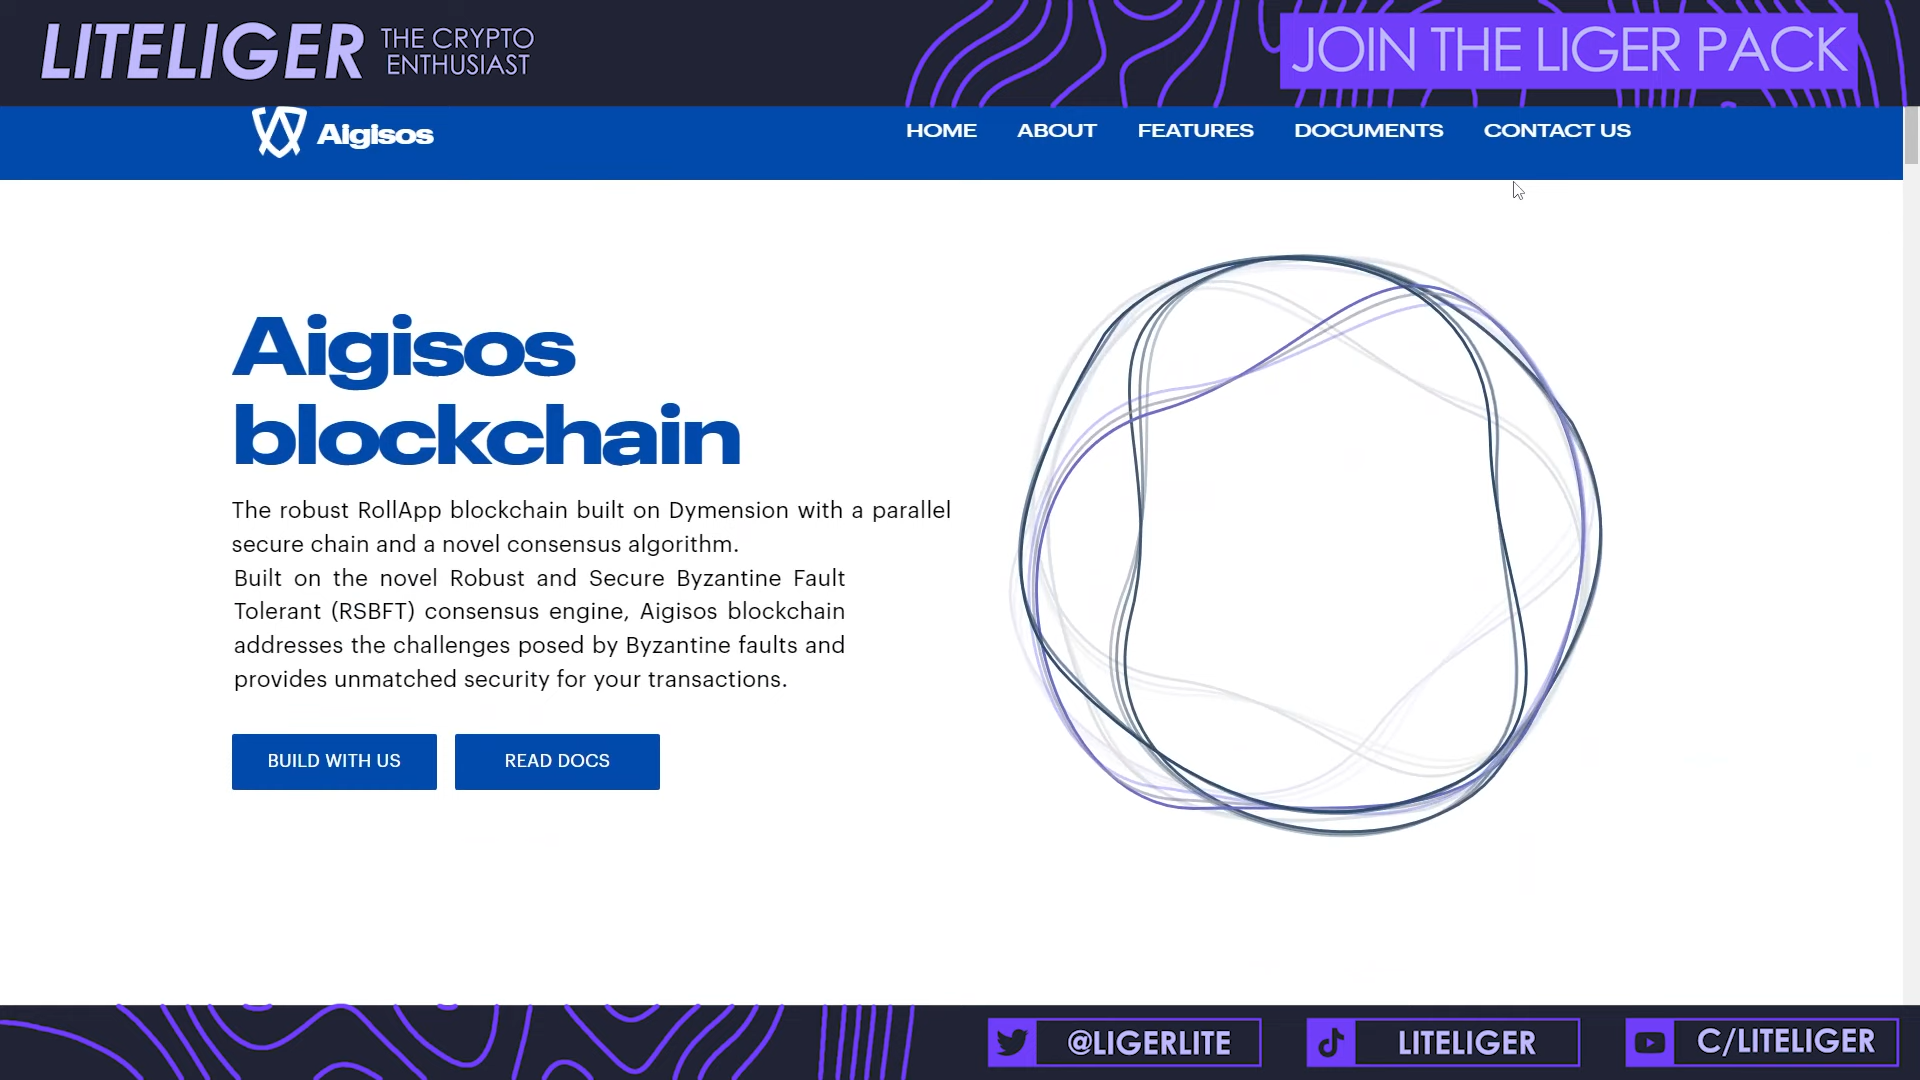 LITELIGER THE CRYPTO
ENTHUSIAST
JOIN THE LIGER PACK
Aigisos
HOME ABOUT FEATURES DOCUMENTS CONTACT US
Aigisos
blockchain
The robust RollApp blockchain built on Dymension with a parallel
secure chain and a novel consensus algorithm.
Built on the novel Robust and Secure Byzantine Fault
Tolerant (RSBFT) consensus engine, Aigisos blockchain
addresses the challenges posed by Byzantine faults and
provides unmatched security for your transactions.
BUILD WITH US READ DOCS
@LIGERLITE LITELIGER C/LITELIGER